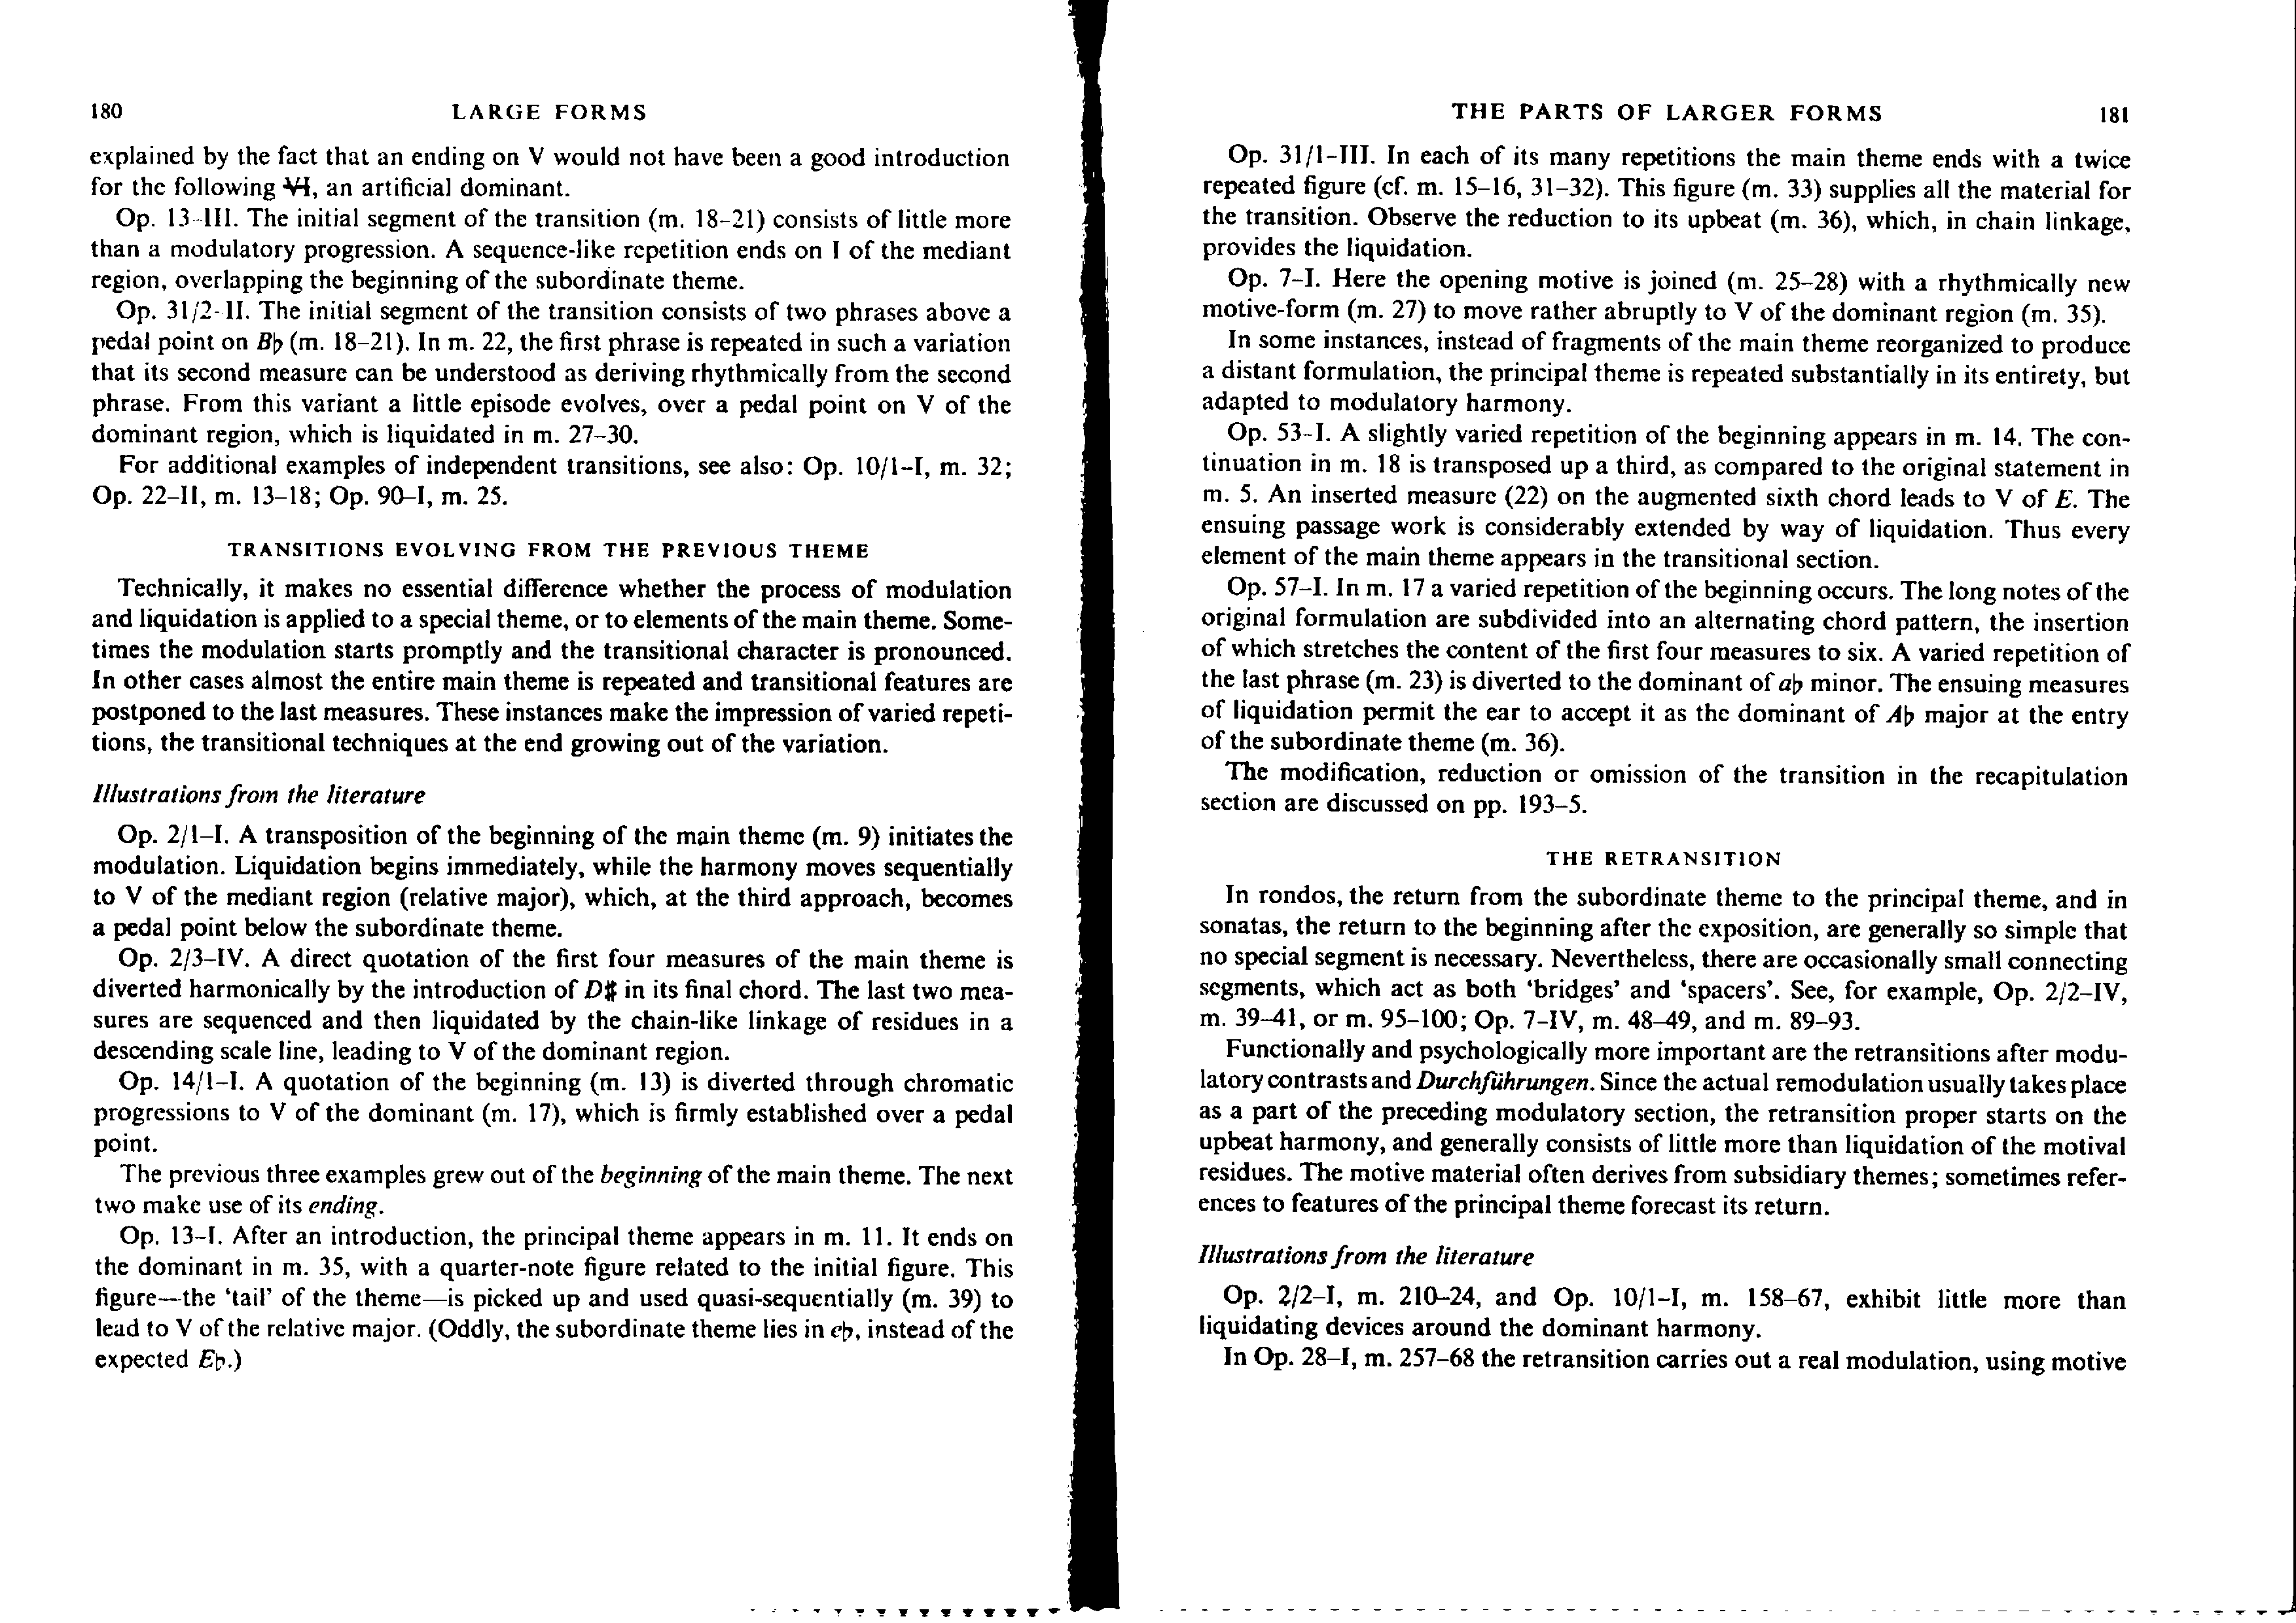 180
LARGE FORMS
explained by the fact that an ending on V would not have been a good introduction
for the following V̶I̶, an artificial dominant.
Op. 13-III. The initial segment of the transition (m. 18–21) consists of little more
than a modulatory progression. A sequence-like repetition ends on I of the mediant
region, overlapping the beginning of the subordinate theme.
Op. 31/2-II. The initial segment of the transition consists of two phrases above a
pedal point on B♭ (m. 18–21). In m. 22, the first phrase is repeated in such a variation
that its second measure can be understood as deriving rhythmically from the second
phrase. From this variant a little episode evolves, over a pedal point on V of the
dominant region, which is liquidated in m. 27–30.
For additional examples of independent transitions, see also: Op. 10/1–I, m. 32;
Op. 22–II, m. 13–18; Op. 90–I, m. 25.
TRANSITIONS EVOLVING FROM THE PREVIOUS THEME
Technically, it makes no essential difference whether the process of modulation
and liquidation is applied to a special theme, or to elements of the main theme. Some-
times the modulation starts promptly and the transitional character is pronounced.
In other cases almost the entire main theme is repeated and transitional features are
postponed to the last measures. These instances make the impression of varied repeti-
tions, the transitional techniques at the end growing out of the variation.
Illustrations from the literature
Op. 2/1–I. A transposition of the beginning of the main theme (m. 9) initiates the
modulation. Liquidation begins immediately, while the harmony moves sequentially
to V of the mediant region (relative major), which, at the third approach, becomes
a pedal point below the subordinate theme.
Op. 2/3–IV. A direct quotation of the first four measures of the main theme is
diverted harmonically by the introduction of D♯ in its final chord. The last two mea-
sures are sequenced and then liquidated by the chain-like linkage of residues in a
descending scale line, leading to V of the dominant region.
Op. 14/1–I. A quotation of the beginning (m. 13) is diverted through chromatic
progressions to V of the dominant (m. 17), which is firmly established over a pedal
point.
The previous three examples grew out of the beginning of the main theme. The next
two make use of its ending.
Op. 13–I. After an introduction, the principal theme appears in m. 11. It ends on
the dominant in m. 35, with a quarter-note figure related to the initial figure. This
figure—the ‘tail’ of the theme—is picked up and used quasi-sequentially (m. 39) to
lead to V of the relative major. (Oddly, the subordinate theme lies in e♭, instead of the
expected E♭.)
THE PARTS OF LARGER FORMS
181
Op. 31/1–III. In each of its many repetitions the main theme ends with a twice
repeated figure (cf. m. 15–16, 31–32). This figure (m. 33) supplies all the material for
the transition. Observe the reduction to its upbeat (m. 36), which, in chain linkage,
provides the liquidation.
Op. 7–I. Here the opening motive is joined (m. 25–28) with a rhythmically new
motive-form (m. 27) to move rather abruptly to V of the dominant region (m. 35).
In some instances, instead of fragments of the main theme reorganized to produce
a distant formulation, the principal theme is repeated substantially in its entirety, but
adapted to modulatory harmony.
Op. 53–I. A slightly varied repetition of the beginning appears in m. 14. The con-
tinuation in m. 18 is transposed up a third, as compared to the original statement in
m. 5. An inserted measure (22) on the augmented sixth chord leads to V of E. The
ensuing passage work is considerably extended by way of liquidation. Thus every
element of the main theme appears in the transitional section.
Op. 57–I. In m. 17 a varied repetition of the beginning occurs. The long notes of the
original formulation are subdivided into an alternating chord pattern, the insertion
of which stretches the content of the first four measures to six. A varied repetition of
the last phrase (m. 23) is diverted to the dominant of a♭ minor. The ensuing measures
of liquidation permit the ear to accept it as the dominant of A♭ major at the entry
of the subordinate theme (m. 36).
The modification, reduction or omission of the transition in the recapitulation
section are discussed on pp. 193–5.
THE RETRANSITION
In rondos, the return from the subordinate theme to the principal theme, and in
sonatas, the return to the beginning after the exposition, are generally so simple that
no special segment is necessary. Nevertheless, there are occasionally small connecting
segments, which act as both ‘bridges’ and ‘spacers’. See, for example, Op. 2/2–IV,
m. 39–41, or m. 95–100; Op. 7–IV, m. 48–49, and m. 89–93.
Functionally and psychologically more important are the retransitions after modu-
latory contrasts and Durchführungen. Since the actual remodulation usually takes place
as a part of the preceding modulatory section, the retransition proper starts on the
upbeat harmony, and generally consists of little more than liquidation of the motival
residues. The motive material often derives from subsidiary themes; sometimes refer-
ences to features of the principal theme forecast its return.
Illustrations from the literature
Op. 2/2–I, m. 210–24, and Op. 10/1–I, m. 158–67, exhibit little more than
liquidating devices around the dominant harmony.
In Op. 28–I, m. 257–68 the retransition carries out a real modulation, using motive